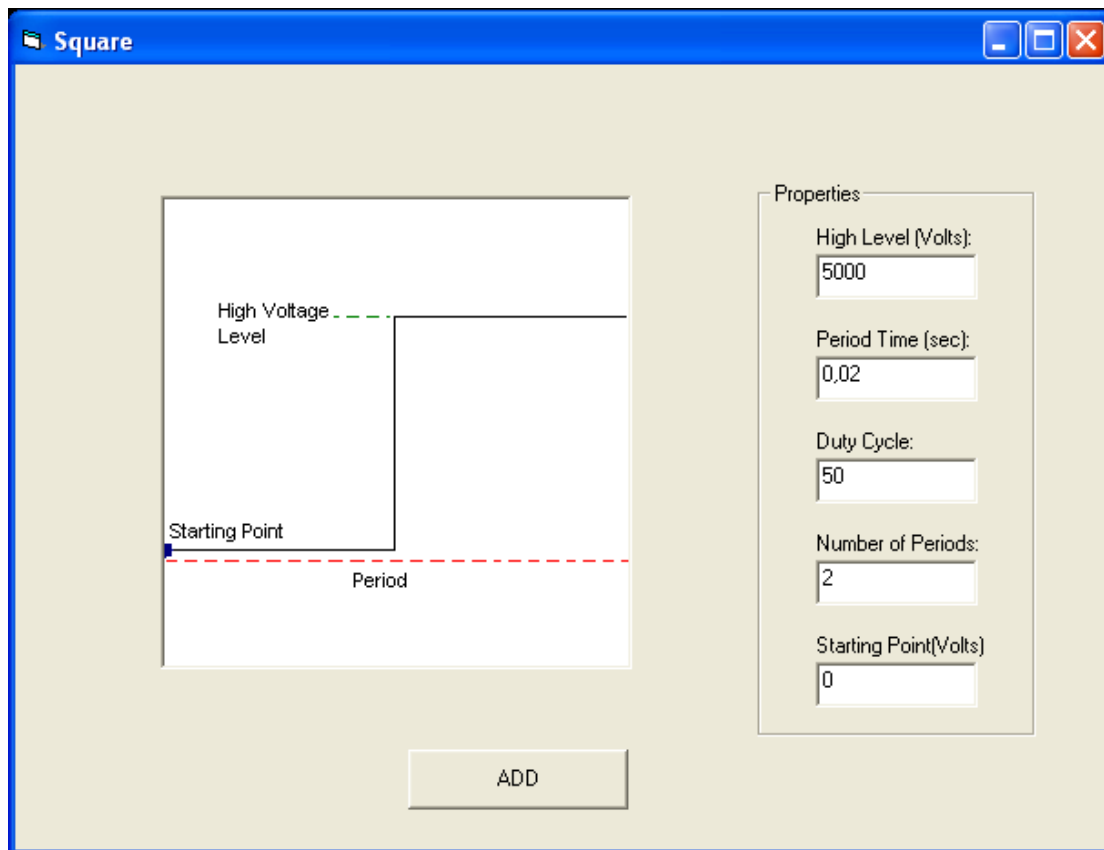 Square
High Voltage
Level
Starting Point
Period
Properties
High Level (Volts):
5000
Period Time (sec):
0,02
Duty Cycle:
50
Number of Periods:
2
Starting Point(Volts)
0
ADD